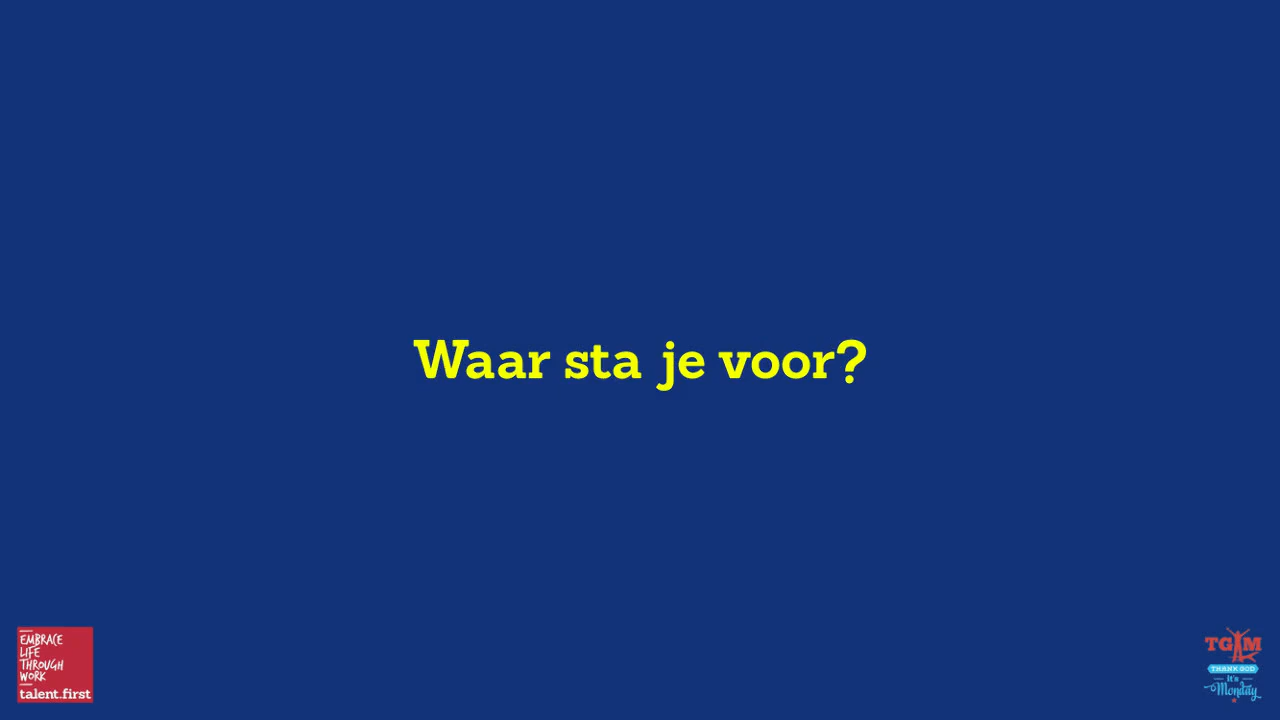 Waar sta je voor?
EMBRACE
LIFE
THROUGH
WORK
talent.first
TGIM
THANK GOD
it's
Monday